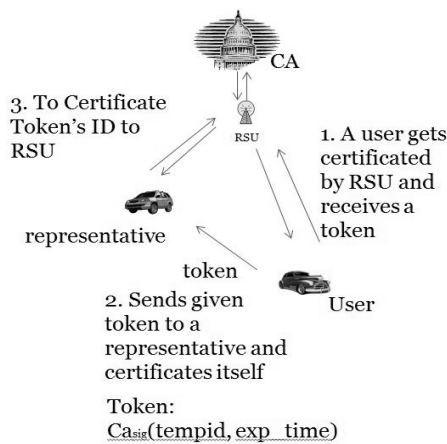 CA
3. To Certificate
Token's ID to
RSU
RSU
1. A user gets
certificated
by RSU and
receives a
token
representative
token
User
2. Sends given
token to a
representative and
certificates itself
Token:
Ca_sig(tempid, exp_time)